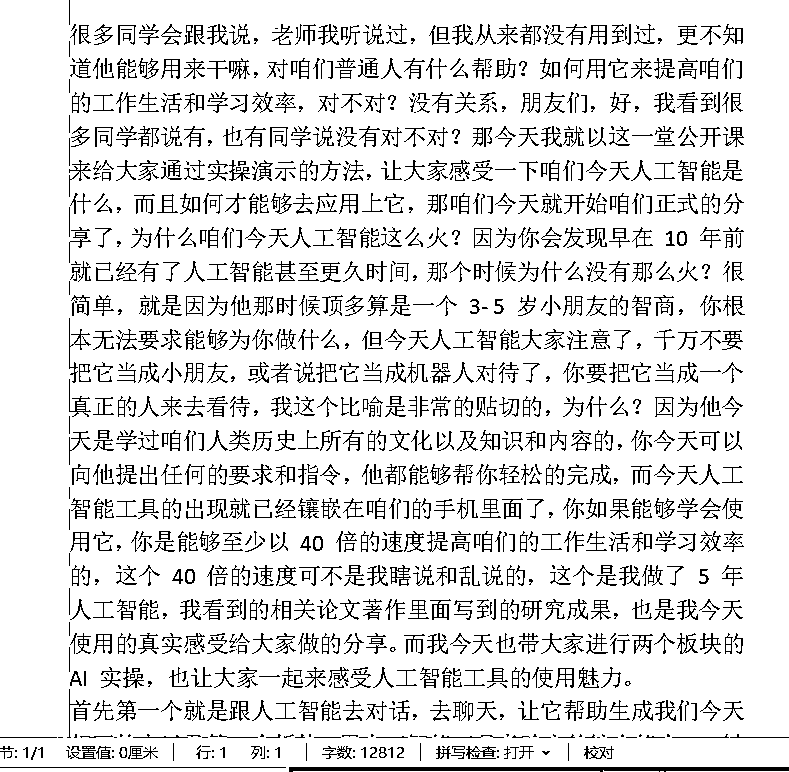 很多同学会跟我说，老师我听说过，但我从来都没有用到过，更不知
道他能够用来干嘛，对咱们普通人有什么帮助？如何用它来提高咱们
的工作生活和学习效率，对不对？没有关系，朋友们，好，我看到很
多同学都说有，也有同学说没有对不对？那今天我就以这一堂公开课
来给大家通过实操演示的方法，让大家感受一下咱们今天人工智能是
什么，而且如何才能够去应用上它，那咱们今天就开始咱们正式的分
享了，为什么咱们今天人工智能这么火？因为你会发现早在 10 年前
就已经有了人工智能甚至更久时间，那个时候为什么没有那么火？很
简单，就是因为他那时候顶多算是一个 3-5 岁小朋友的智商，你根
本无法要求能够为你做什么，但今天人工智能大家注意了，千万不要
把它当成小朋友，或者说把它当成机器人对待了，你要把它当成一个
真正的人来去看待，我这个比喻是非常的贴切的，为什么？因为他今
天是学过咱们人类历史上所有的文化以及知识和内容的，你今天可以
向他提出任何的要求和指令，他都能够帮你轻松的完成，而今天人工
智能工具的出现就已经镶嵌在咱们的手机里面了，你如果能够学会使
用它，你是能够至少以 40 倍的速度提高咱们的工作生活和学习效率
的，这个 40 倍的速度可不是我瞎说和乱说的，这个是我做了 5 年
人工智能，我看到的相关论文著作里面写到的研究成果，也是我今天
使用的真实感受给大家做的分享。而我今天也带大家进行两个板块的
AI 实操，也让大家一起来感受人工智能工具的使用魅力。
首先第一个就是跟人工智能去对话，去聊天，让它帮助生成我们今天
节: 1/1 设置值: 0厘米 行: 1 列: 1 字数: 12812 拼写检查: 打开 校对